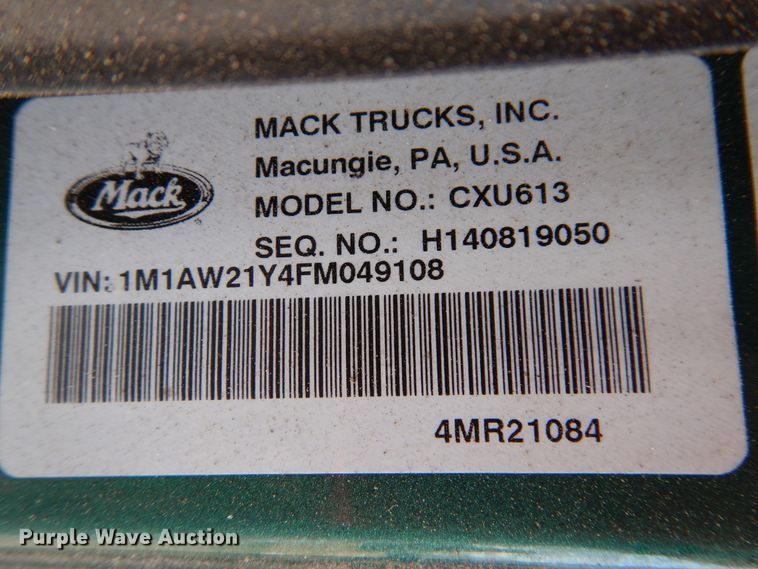 Mack
MACK TRUCKS, INC.
Macungie, PA, U.S.A.
MODEL NO.: CXU613
SEQ. NO.: H140819050
VIN: 1M1AW21Y4FM049108
4MR21084
Purple Wave Auction